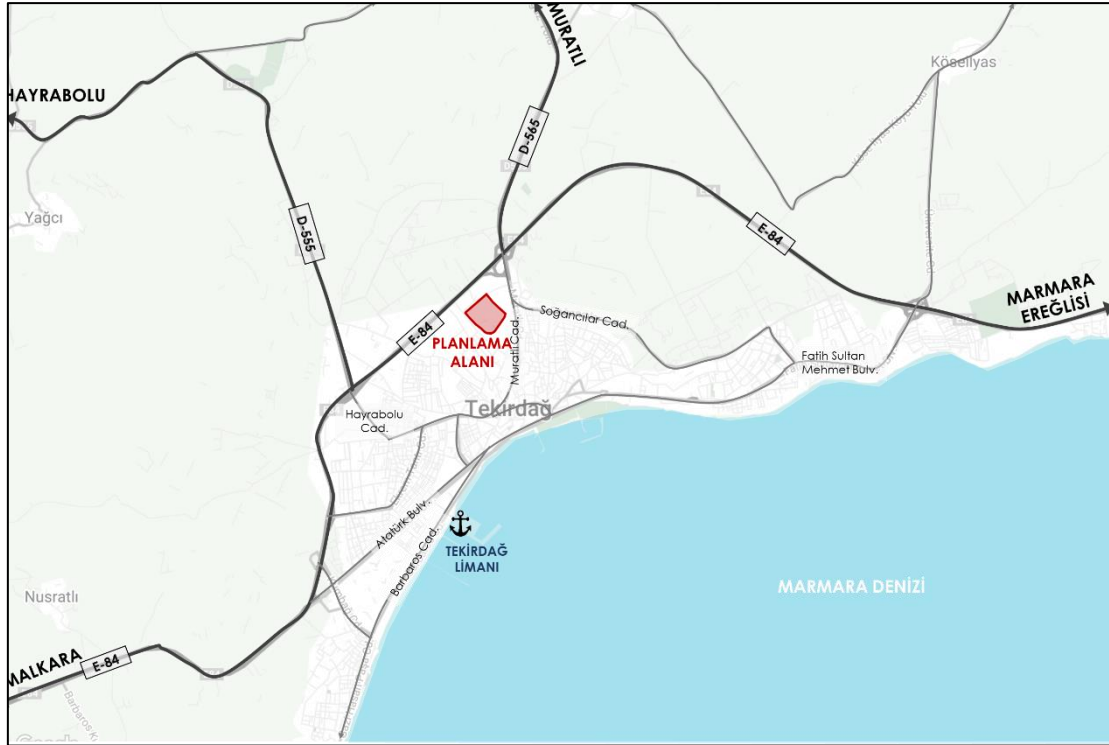 MURATLI
Köseilyas
HAYRABOLU
D-565
Yağcı
D-555
E-84
MARMARA
EREĞLİSİ
E-84
PLANLAMA
ALANI
Muratlı Cad.
Soğancılar Cad.
Fatih Sultan
Mehmet Bulv.
Hayrabolu
Cad.
Tekirdağ
Atatürk Bulv.
Barbaros Cad.
TEKİRDAĞ
LİMANI
MARMARA DENİZİ
Nusratlı
MALKARA
E-84